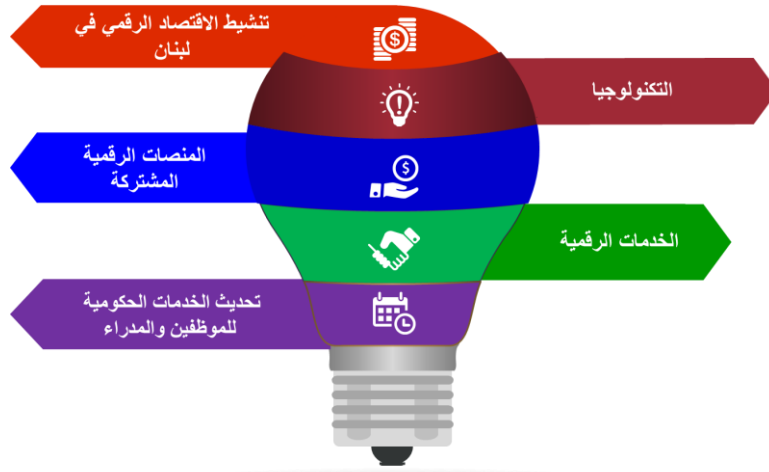 تنشيط الاقتصاد الرقمي في
لبنان
التكنولوجيا
المنصات الرقمية
المشتركة
الخدمات الرقمية
تحديث الخدمات الحكومية
للموظفين والمدراء